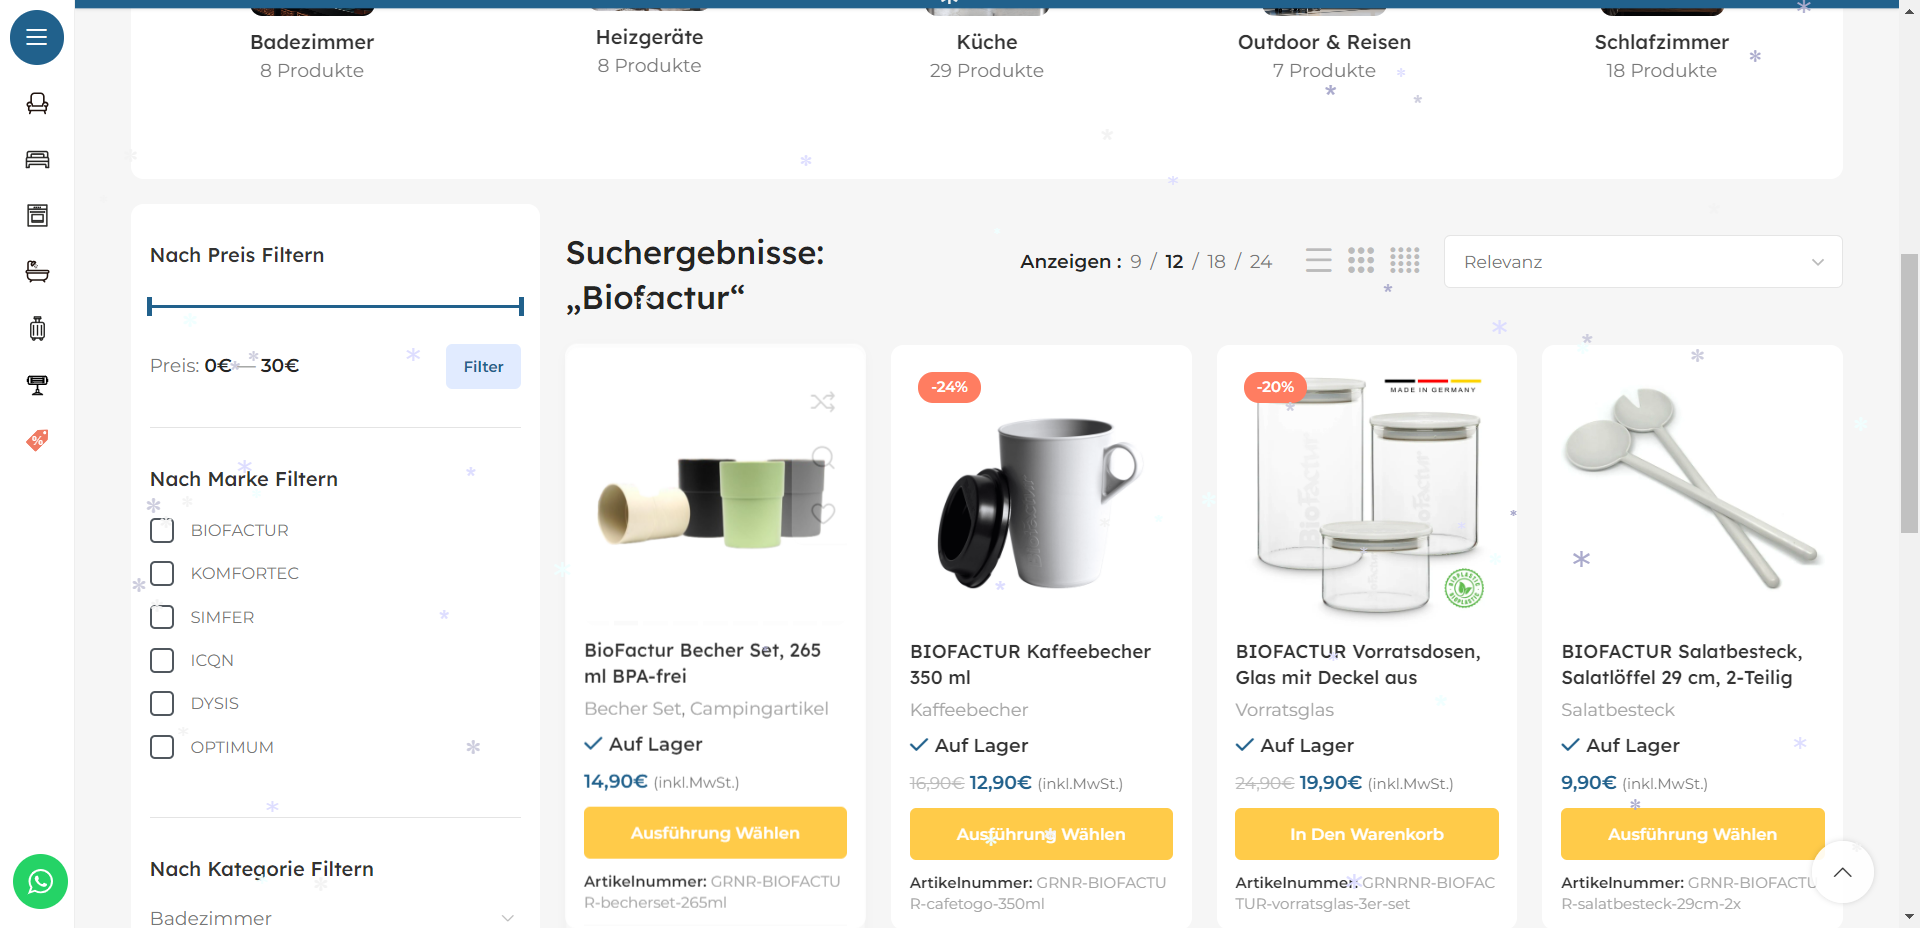 Badezimmer
8 Produkte
Heizgeräte
8 Produkte
Küche
29 Produkte
Outdoor & Reisen
7 Produkte
Schlafzimmer
18 Produkte
Nach Preis Filtern
Preis: 0€ — 30€
Filter
Nach Marke Filtern
BIOFACTUR
KOMFORTEC
SIMFER
ICQN
DYSIS
OPTIMUM
Nach Kategorie Filtern
Badezimmer
Suchergebnisse:
„Biofactur“
Anzeigen : 9 / 12 / 18 / 24
Relevanz
BioFactur Becher Set, 265
ml BPA-frei
Becher Set, Campingartikel
Auf Lager
14,90€ (inkl.MwSt.)
Ausführung Wählen
Artikelnummer: GRNR-BIOFACTU
R-becherset-265ml
-24%
BioFactur
BIOFACTUR Kaffeebecher
350 ml
Kaffeebecher
Auf Lager
16,90€ 12,90€ (inkl.MwSt.)
Ausführung Wählen
Artikelnummer: GRNR-BIOFACTU
R-cafetogo-350ml
-20%
MADE IN GERMANY
BioFactur
BioFactur
BioFactur
BIOPLASTIC
BIOPLASTIC
BIOFACTUR Vorratsdosen,
Glas mit Deckel aus
Vorratsglas
Auf Lager
24,90€ 19,90€ (inkl.MwSt.)
In Den Warenkorb
Artikelnummer: GRNRNR-BIOFAC
TUR-vorratsglas-3er-set
BIOFACTUR Salatbesteck,
Salatlöffel 29 cm, 2-Teilig
Salatbesteck
Auf Lager
9,90€ (inkl.MwSt.)
Ausführung Wählen
Artikelnummer: GRNR-BIOFACTU
R-salatbesteck-29cm-2x
%